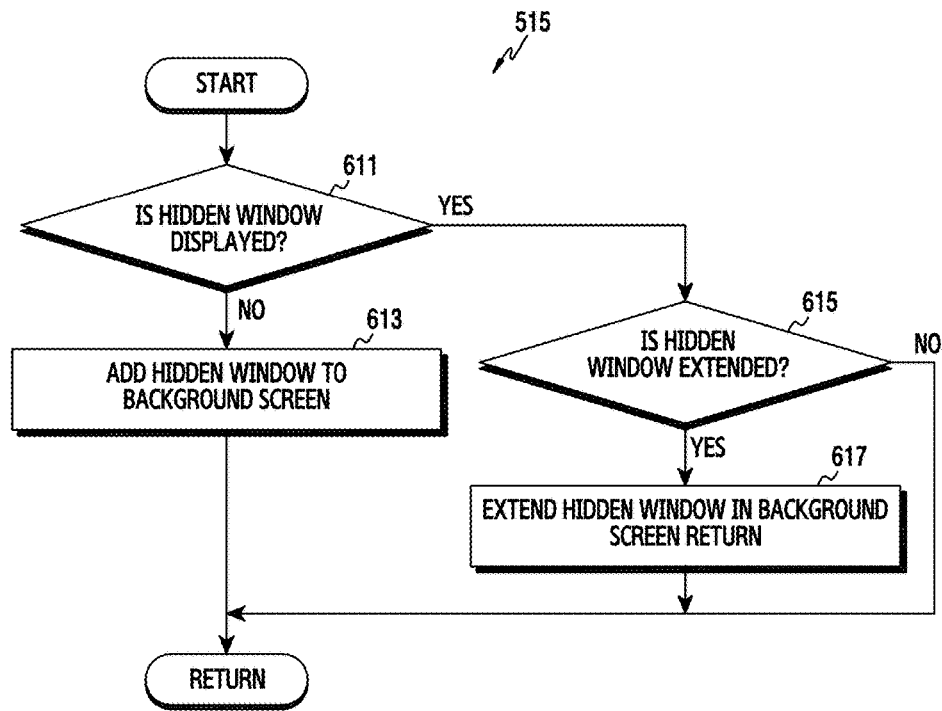 515
START
611
IS HIDDEN WINDOW
DISPLAYED?
YES
NO
613
ADD HIDDEN WINDOW TO
BACKGROUND SCREEN
615
IS HIDDEN
WINDOW EXTENDED?
NO
YES
617
EXTEND HIDDEN WINDOW IN BACKGROUND
SCREEN RETURN
RETURN